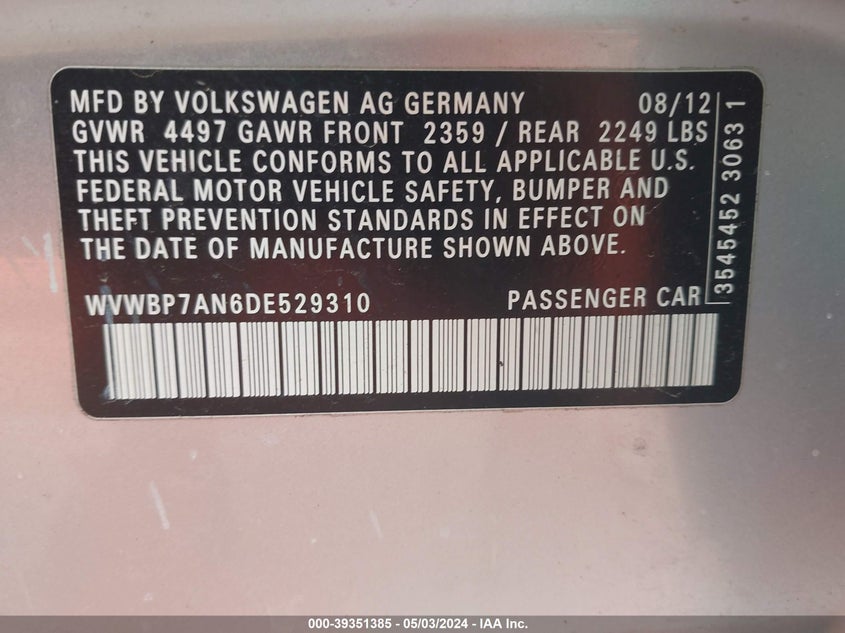 MFD BY VOLKSWAGEN AG GERMANY 08/12
GVWR 4497 GAWR FRONT 2359 / REAR 2249 LBS
THIS VEHICLE CONFORMS TO ALL APPLICABLE U.S.
FEDERAL MOTOR VEHICLE SAFETY, BUMPER AND
THEFT PREVENTION STANDARDS IN EFFECT ON
THE DATE OF MANUFACTURE SHOWN ABOVE.
WVWBP7AN6DE529310 PASSENGER CAR
3545452 3063 1
000-39351385 - 05/03/2024 - IAA Inc.